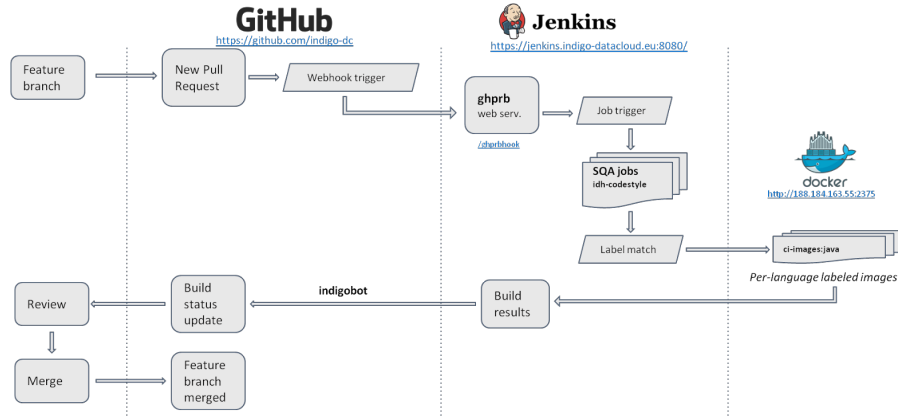 GitHub
https://github.com/indigo-dc
Jenkins
https://jenkins.indigo-datacloud.eu:8080/
Feature
branch
New Pull
Request
Webhook trigger
ghprb
web serv.
/ghprbhook
Job trigger
SQA jobs
idh-codestyle
docker
http://188.184.163.55:2375
Label match
ci-images:java
Per-language labeled images
Review
Build
status
update
indigobot
Build
results
Merge
Feature
branch
merged